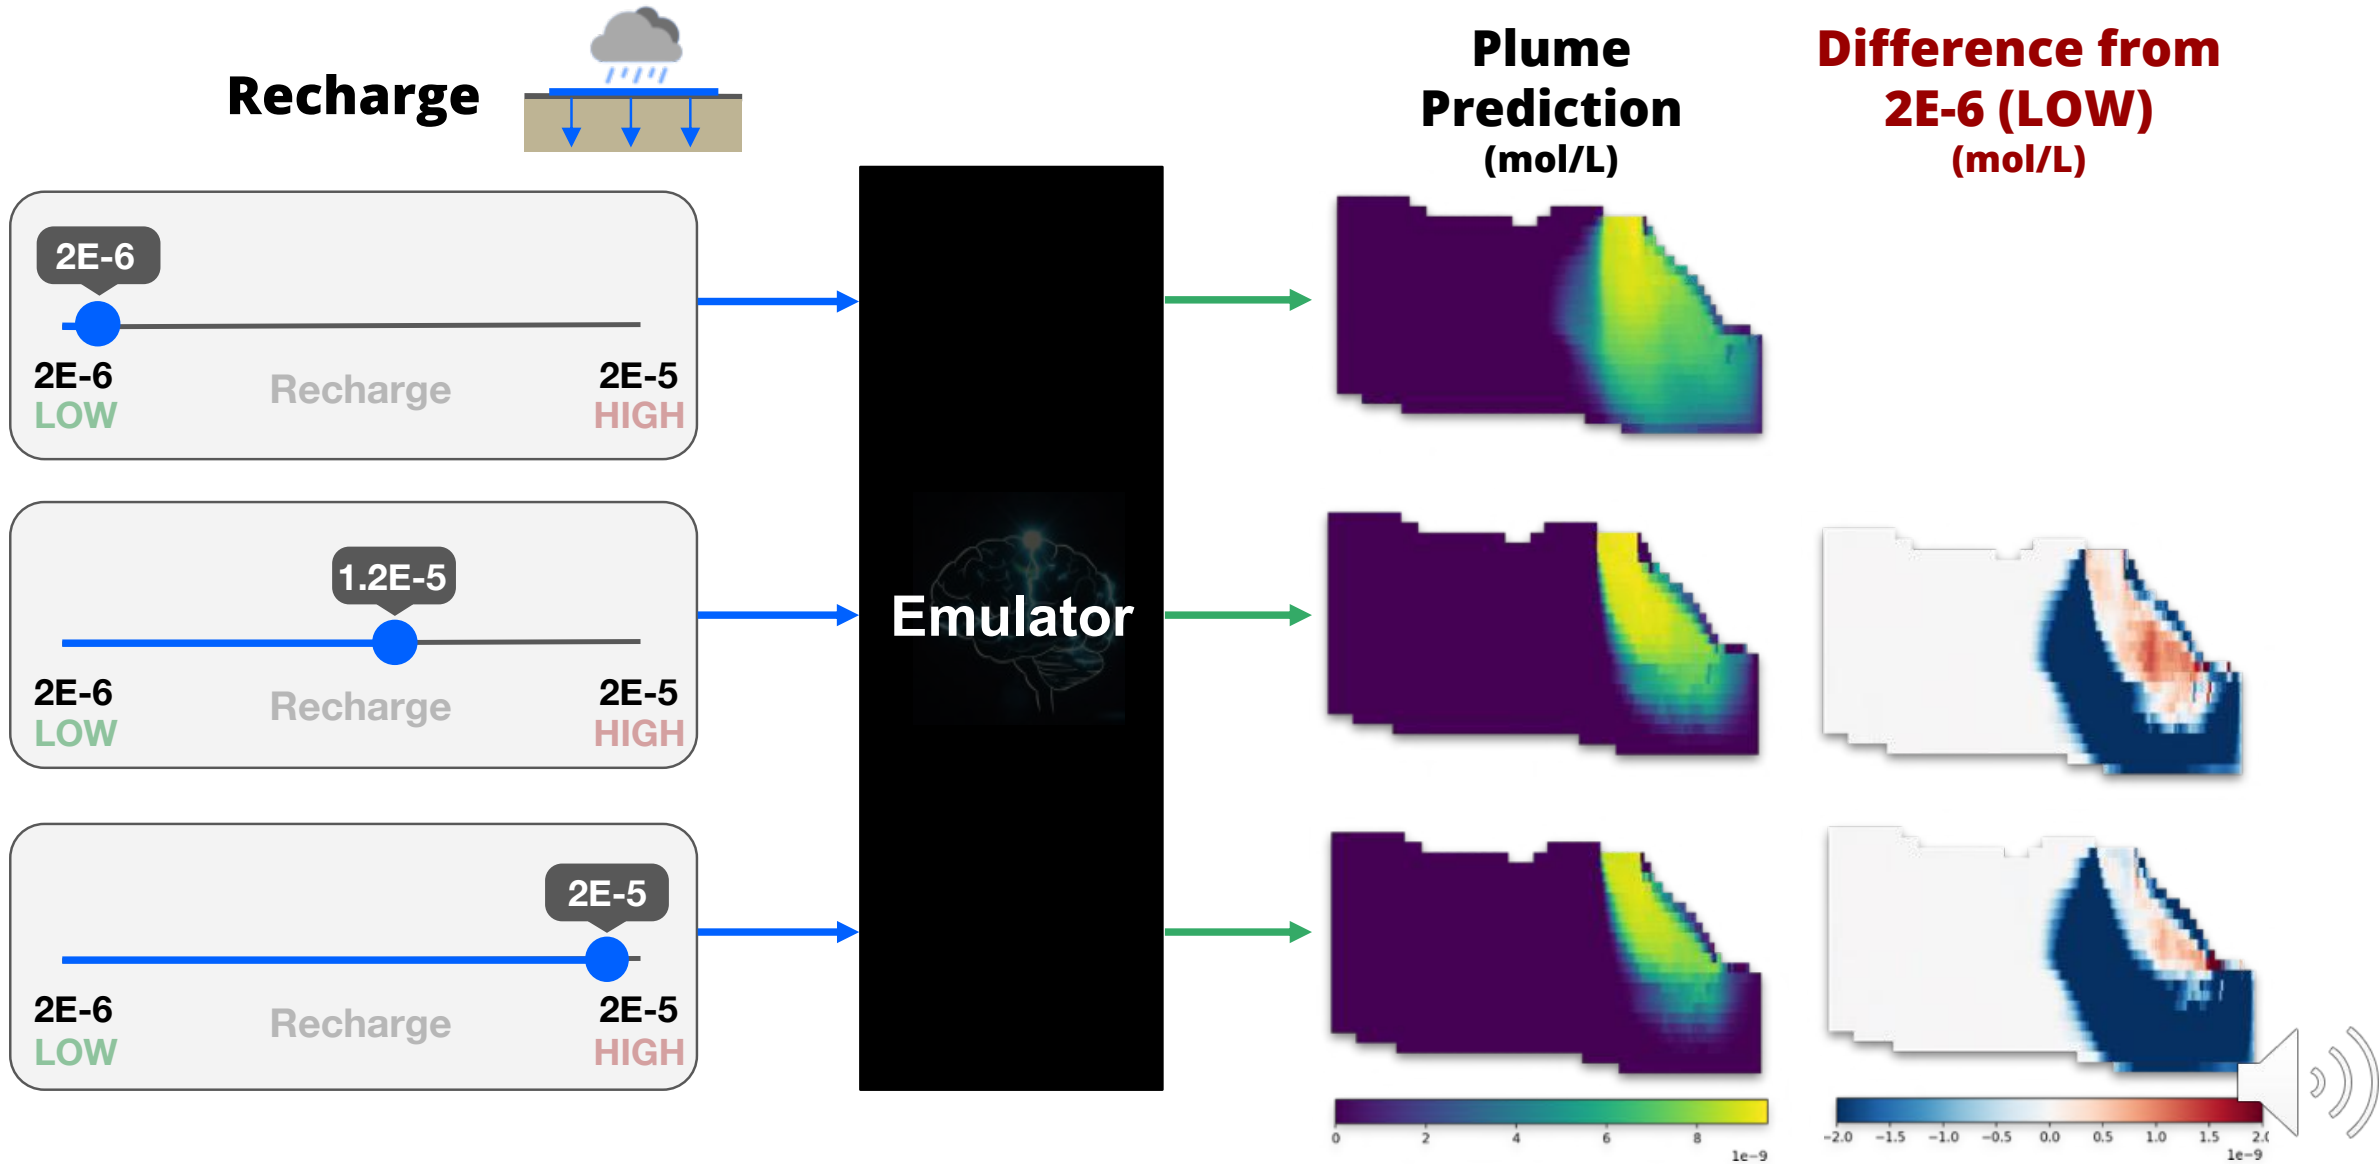 Recharge
Plume
Prediction
(mol/L)
Difference from
2E-6 (LOW)
(mol/L)
2E-6
2E-6
LOW
Recharge
2E-5
HIGH
1.2E-5
2E-6
LOW
Recharge
2E-5
HIGH
Emulator
2E-5
2E-6
LOW
Recharge
2E-5
HIGH
0 2 4 6 8
1e-9
−2.0 −1.5 −1.0 −0.5 0.0 0.5 1.0 1.5 2.0
1e-9